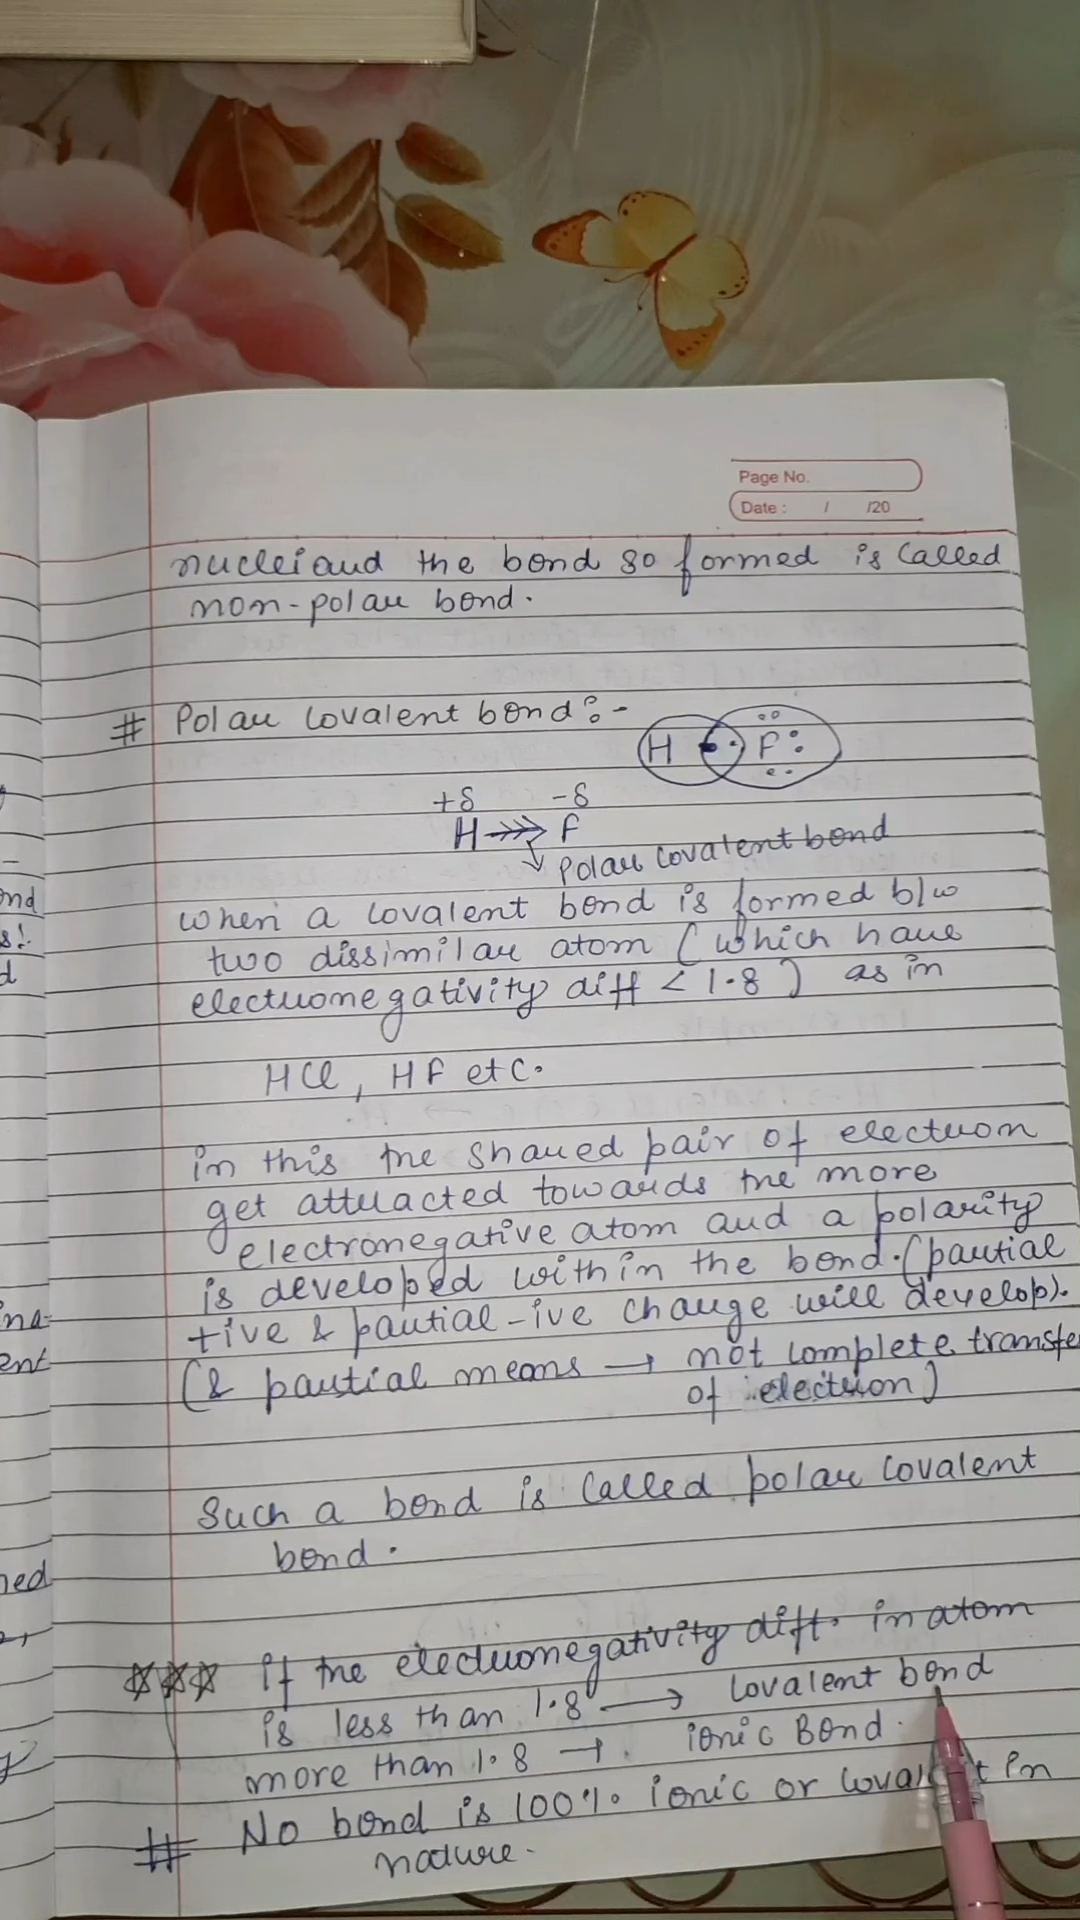 Page No.
Date : / /20
nuclei and the bond so formed is called
non-polar bond.
# Polar covalent bond :-
H F
+δ -δ
H F
Polar covalent bond
when a covalent bond is formed b/w
two dissimilar atom (which have
electronegativity diff < 1.8) as in
HCl, HF etc.
in this the shared pair of electron
get attracted towards the more
electronegative atom and a polarity
is developed within the bond. (partial
+ive & partial -ive charge will develop).
(& partial means → not complete transfe
of electron)
Such a bond is called polar covalent
bond.
if the electronegativity diff. in atom
is less than 1.8 → covalent bond
more than 1.8 → ionic Bond.
# No bond is 100% ionic or in
nature.
ond
s!
d
ent